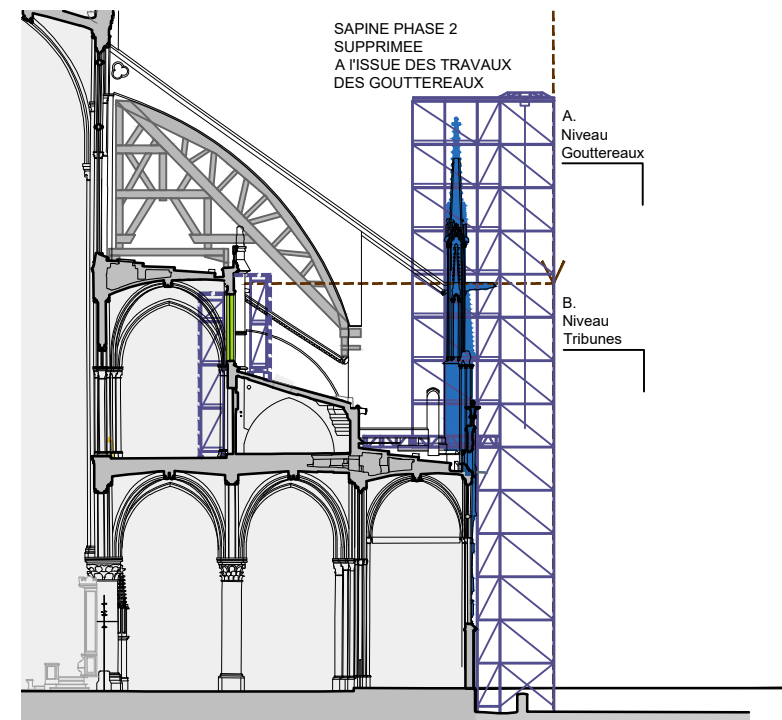 SAPINE PHASE 2
SUPPRIMEE
A l'ISSUE DES TRAVAUX
DES GOUTTEREAUX
A.
Niveau
Gouttereaux
B.
Niveau
Tribunes